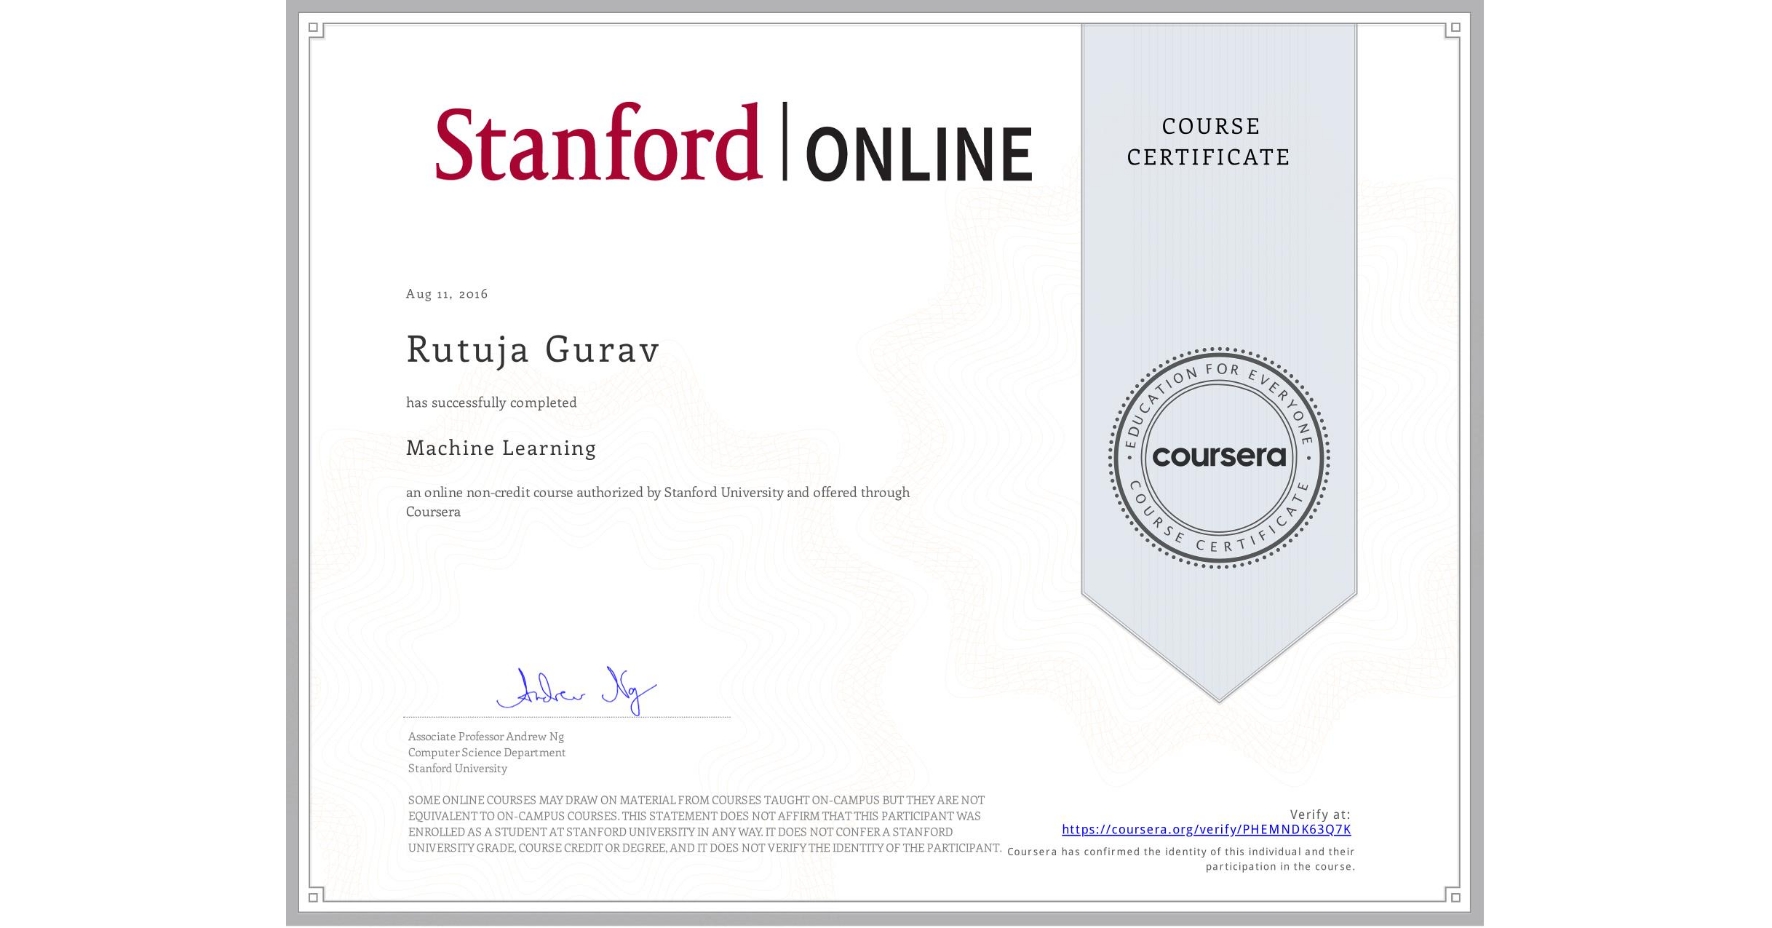 Stanford | ONLINE
COURSE
CERTIFICATE
Aug 11, 2016
Rutuja Gurav
has successfully completed
Machine Learning
an online non-credit course authorized by Stanford University and offered through
Coursera
EDUCATION FOR EVERYONE
coursera
COURSE CERTIFICATE
Andrew Ng
Associate Professor Andrew Ng
Computer Science Department
Stanford University
SOME ONLINE COURSES MAY DRAW ON MATERIAL FROM COURSES TAUGHT ON-CAMPUS BUT THEY ARE NOT
EQUIVALENT TO ON-CAMPUS COURSES. THIS STATEMENT DOES NOT AFFIRM THAT THIS PARTICIPANT WAS
ENROLLED AS A STUDENT AT STANFORD UNIVERSITY IN ANY WAY. IT DOES NOT CONFER A STANFORD
UNIVERSITY GRADE, COURSE CREDIT OR DEGREE, AND IT DOES NOT VERIFY THE IDENTITY OF THE PARTICIPANT.
Verify at:
https://coursera.org/verify/PHEMNDK63Q7K
Coursera has confirmed the identity of this individual and their
participation in the course.